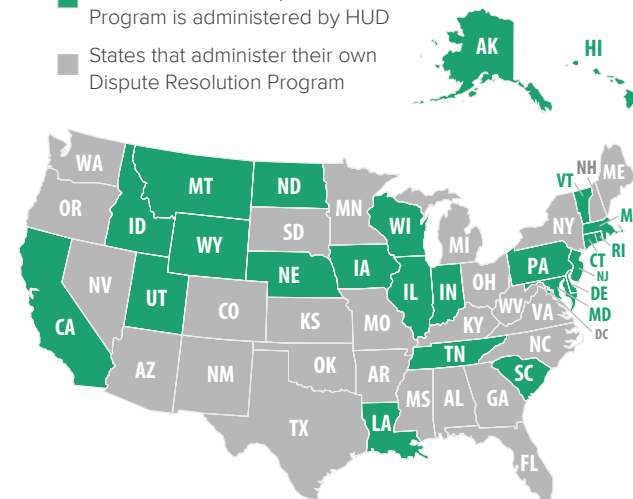 Program is administered by HUD
States that administer their own
Dispute Resolution Program
AK
HI
WA
MT
ND
MN
VT
NH
ME
OR
ID
WY
SD
WI
MI
NY
RI
CT
NJ
PA
NE
IA
IL
IN
OH
DE
MD
DC
NV
UT
CO
KS
MO
KY
WV
VA
CA
AZ
NM
OK
AR
TN
NC
SC
TX
LA
MS
AL
GA
FL